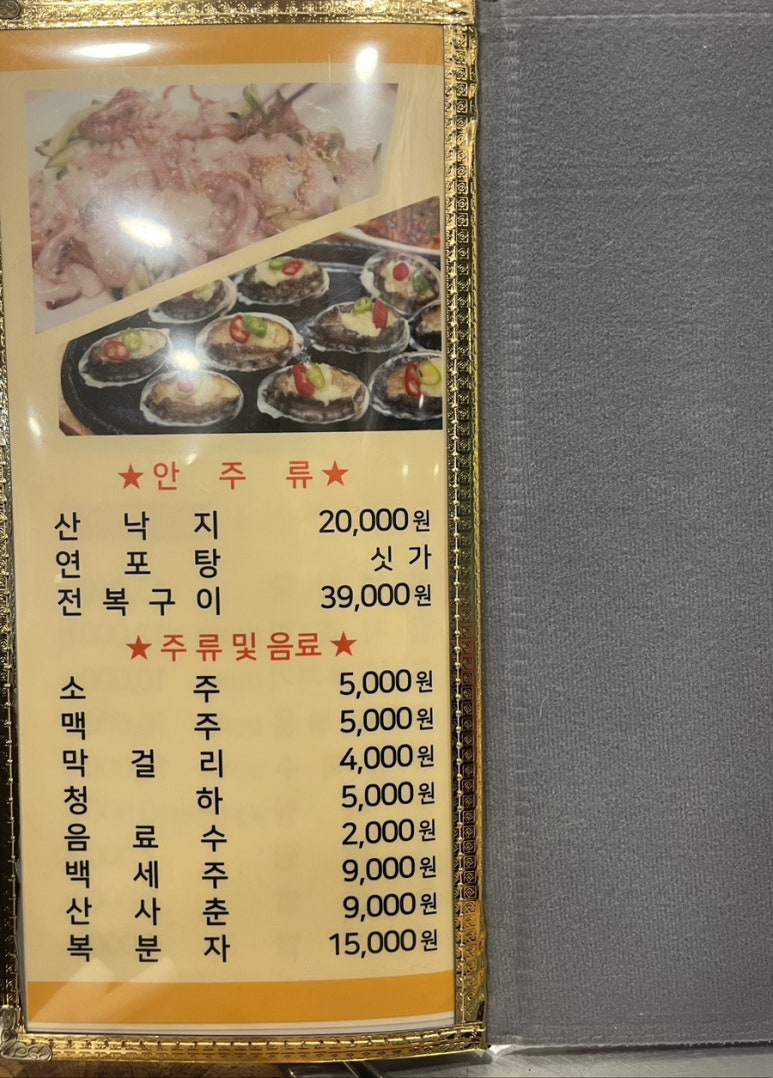 ★안 주 류★
산 낙 지 20,000원
연 포 탕 싯 가
전 복 구 이 39,000원
★주 류 및 음료★
소 주 5,000원
맥 주 5,000원
막 걸 리 4,000원
청 하 5,000원
음 료 수 2,000원
백 세 주 9,000원
산 사 춘 9,000원
복 분 자 15,000원